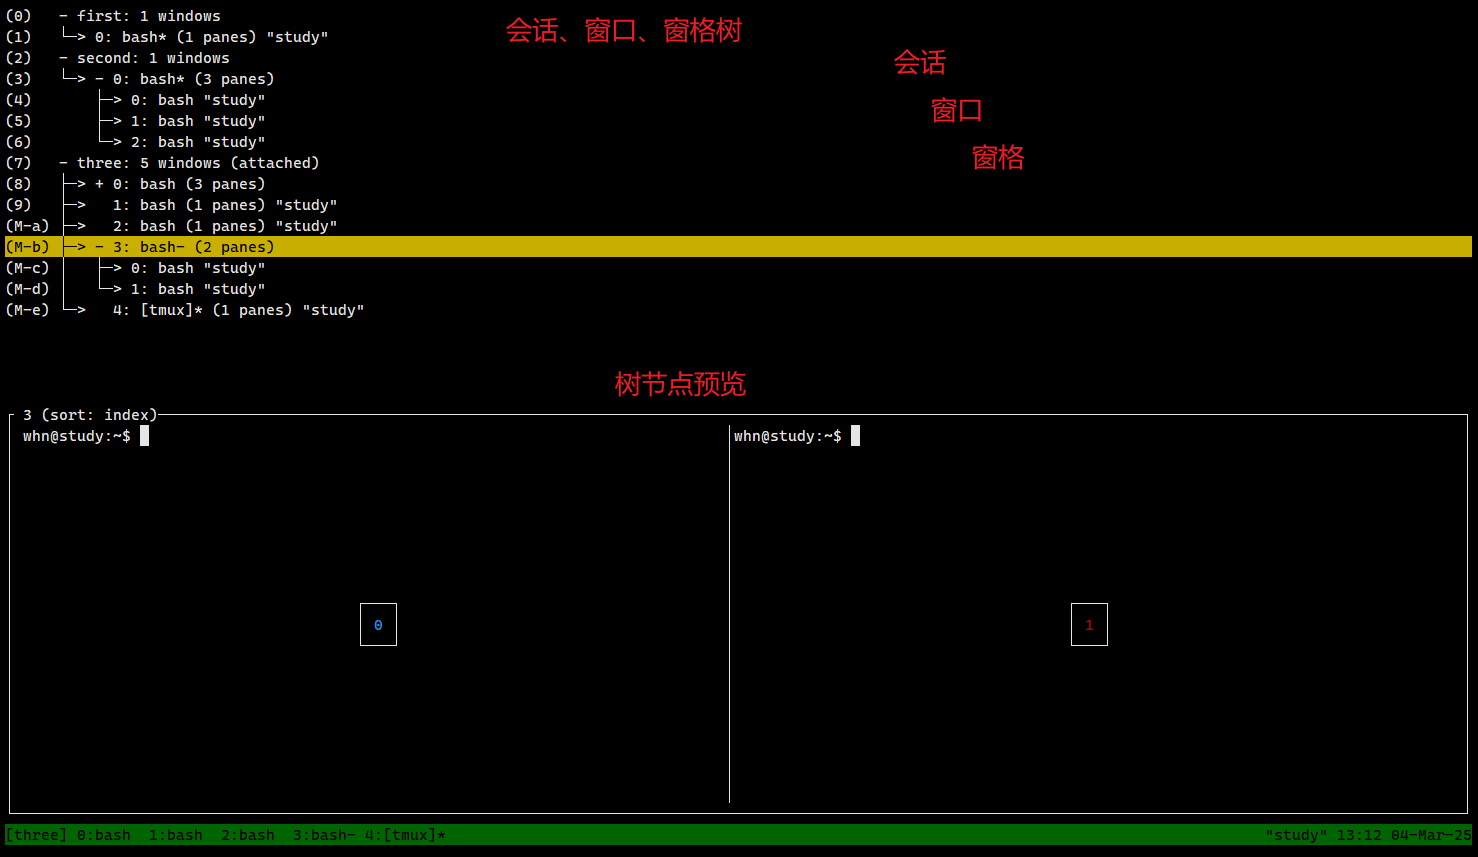 (0)   - first: 1 windows
(1)   └─> 0: bash* (1 panes) "study"
会话、窗口、窗格树
(2)   - second: 1 windows
会话
(3)   └─> - 0: bash* (3 panes)
(4)       ├─> 0: bash "study"
窗口
(5)       ├─> 1: bash "study"
(6)       └─> 2: bash "study"
窗格
(7)   - three: 5 windows (attached)
(8)   ├─> + 0: bash (3 panes)
(9)   ├─>   1: bash (1 panes) "study"
(M-a) ├─>   2: bash (1 panes) "study"
(M-b) ├─> - 3: bash- (2 panes)
(M-c) │   ├─> 0: bash "study"
(M-d) │   └─> 1: bash "study"
(M-e) └─>   4: [tmux]* (1 panes) "study"
树节点预览
3 (sort: index)
whn@study:~$
whn@study:~$
0
1
[three] 0:bash  1:bash  2:bash  3:bash- 4:[tmux]*
"study" 13:12 04-Mar-25